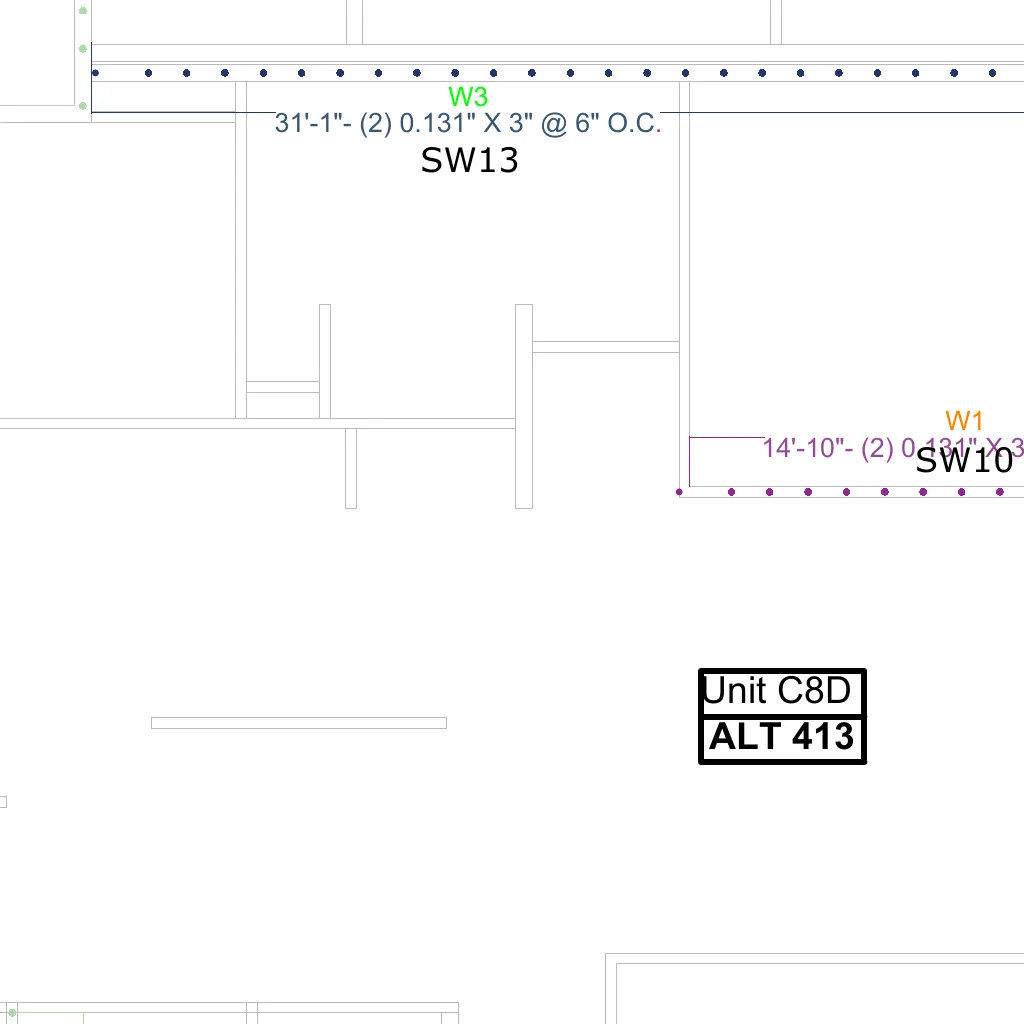 W3
31'-1"- (2) 0.131" X 3" @ 6" O.C.
SW13
W1
14'-10"- (2) 0.131" X 3
SW10
Unit C8D
ALT 413